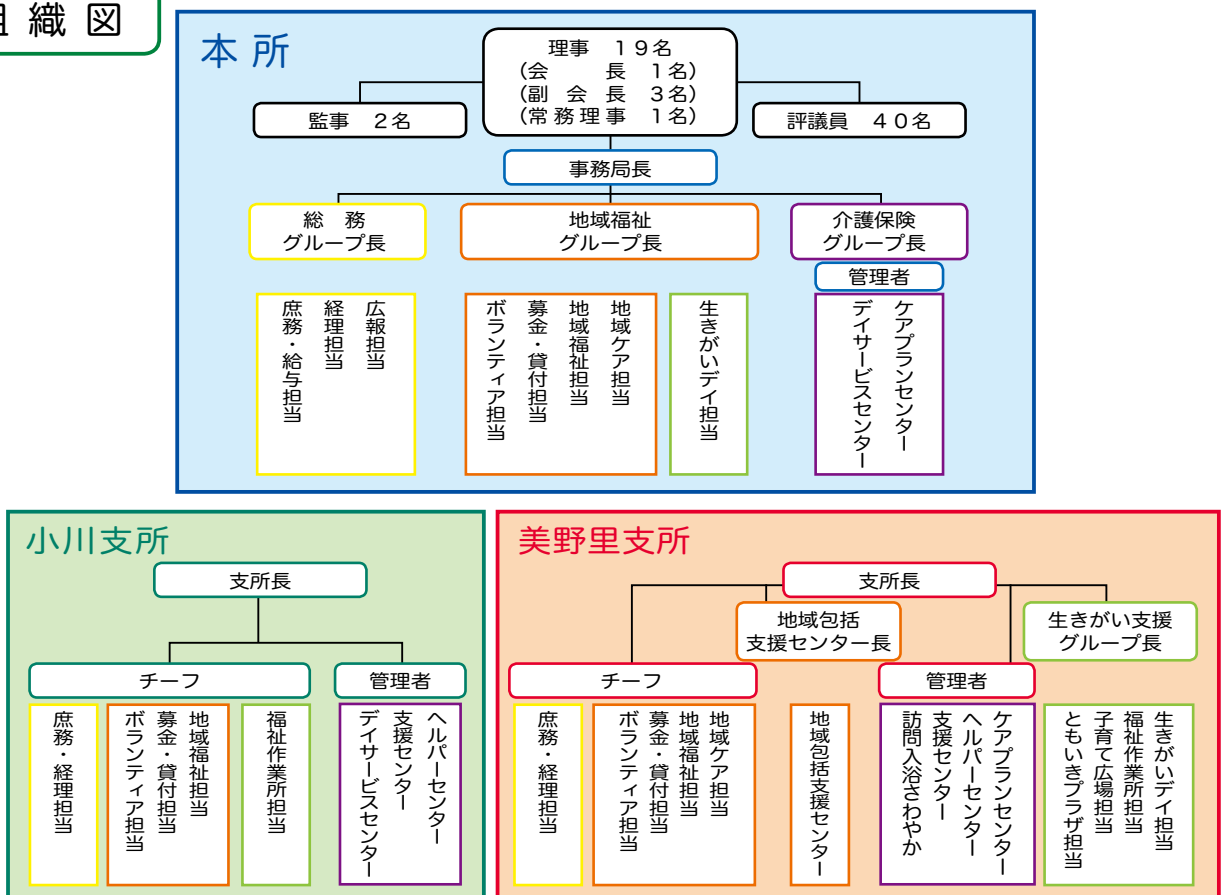 組織図
本所
理事 19名
(会長 1名)
(副会長 3名)
(常務理事 1名)
監事 2名
評議員 40名
事務局長
総務
グループ長
地域福祉
グループ長
介護保険
グループ長
管理者
広報担当
経理担当
庶務・給与担当
地域ケア担当
地域福祉担当
募金・貸付担当
ボランティア担当
生きがいデイ担当
ケアプランセンター
デイサービスセンター
小川支所
支所長
チーフ
管理者
庶務・経理担当
地域福祉担当
募金・貸付担当
ボランティア担当
福祉作業所担当
ヘルパーセンター
支援センター
デイサービスセンター
美野里支所
支所長
地域包括
支援センター長
生きがい支援
グループ長
チーフ
管理者
庶務・経理担当
地域ケア担当
地域福祉担当
募金・貸付担当
ボランティア担当
地域包括支援センター
ケアプランセンター
ヘルパーセンター
支援センター
訪問入浴さわやか
生きがいデイ担当
福祉作業所担当
子育て広場担当
ともいきプラザ担当